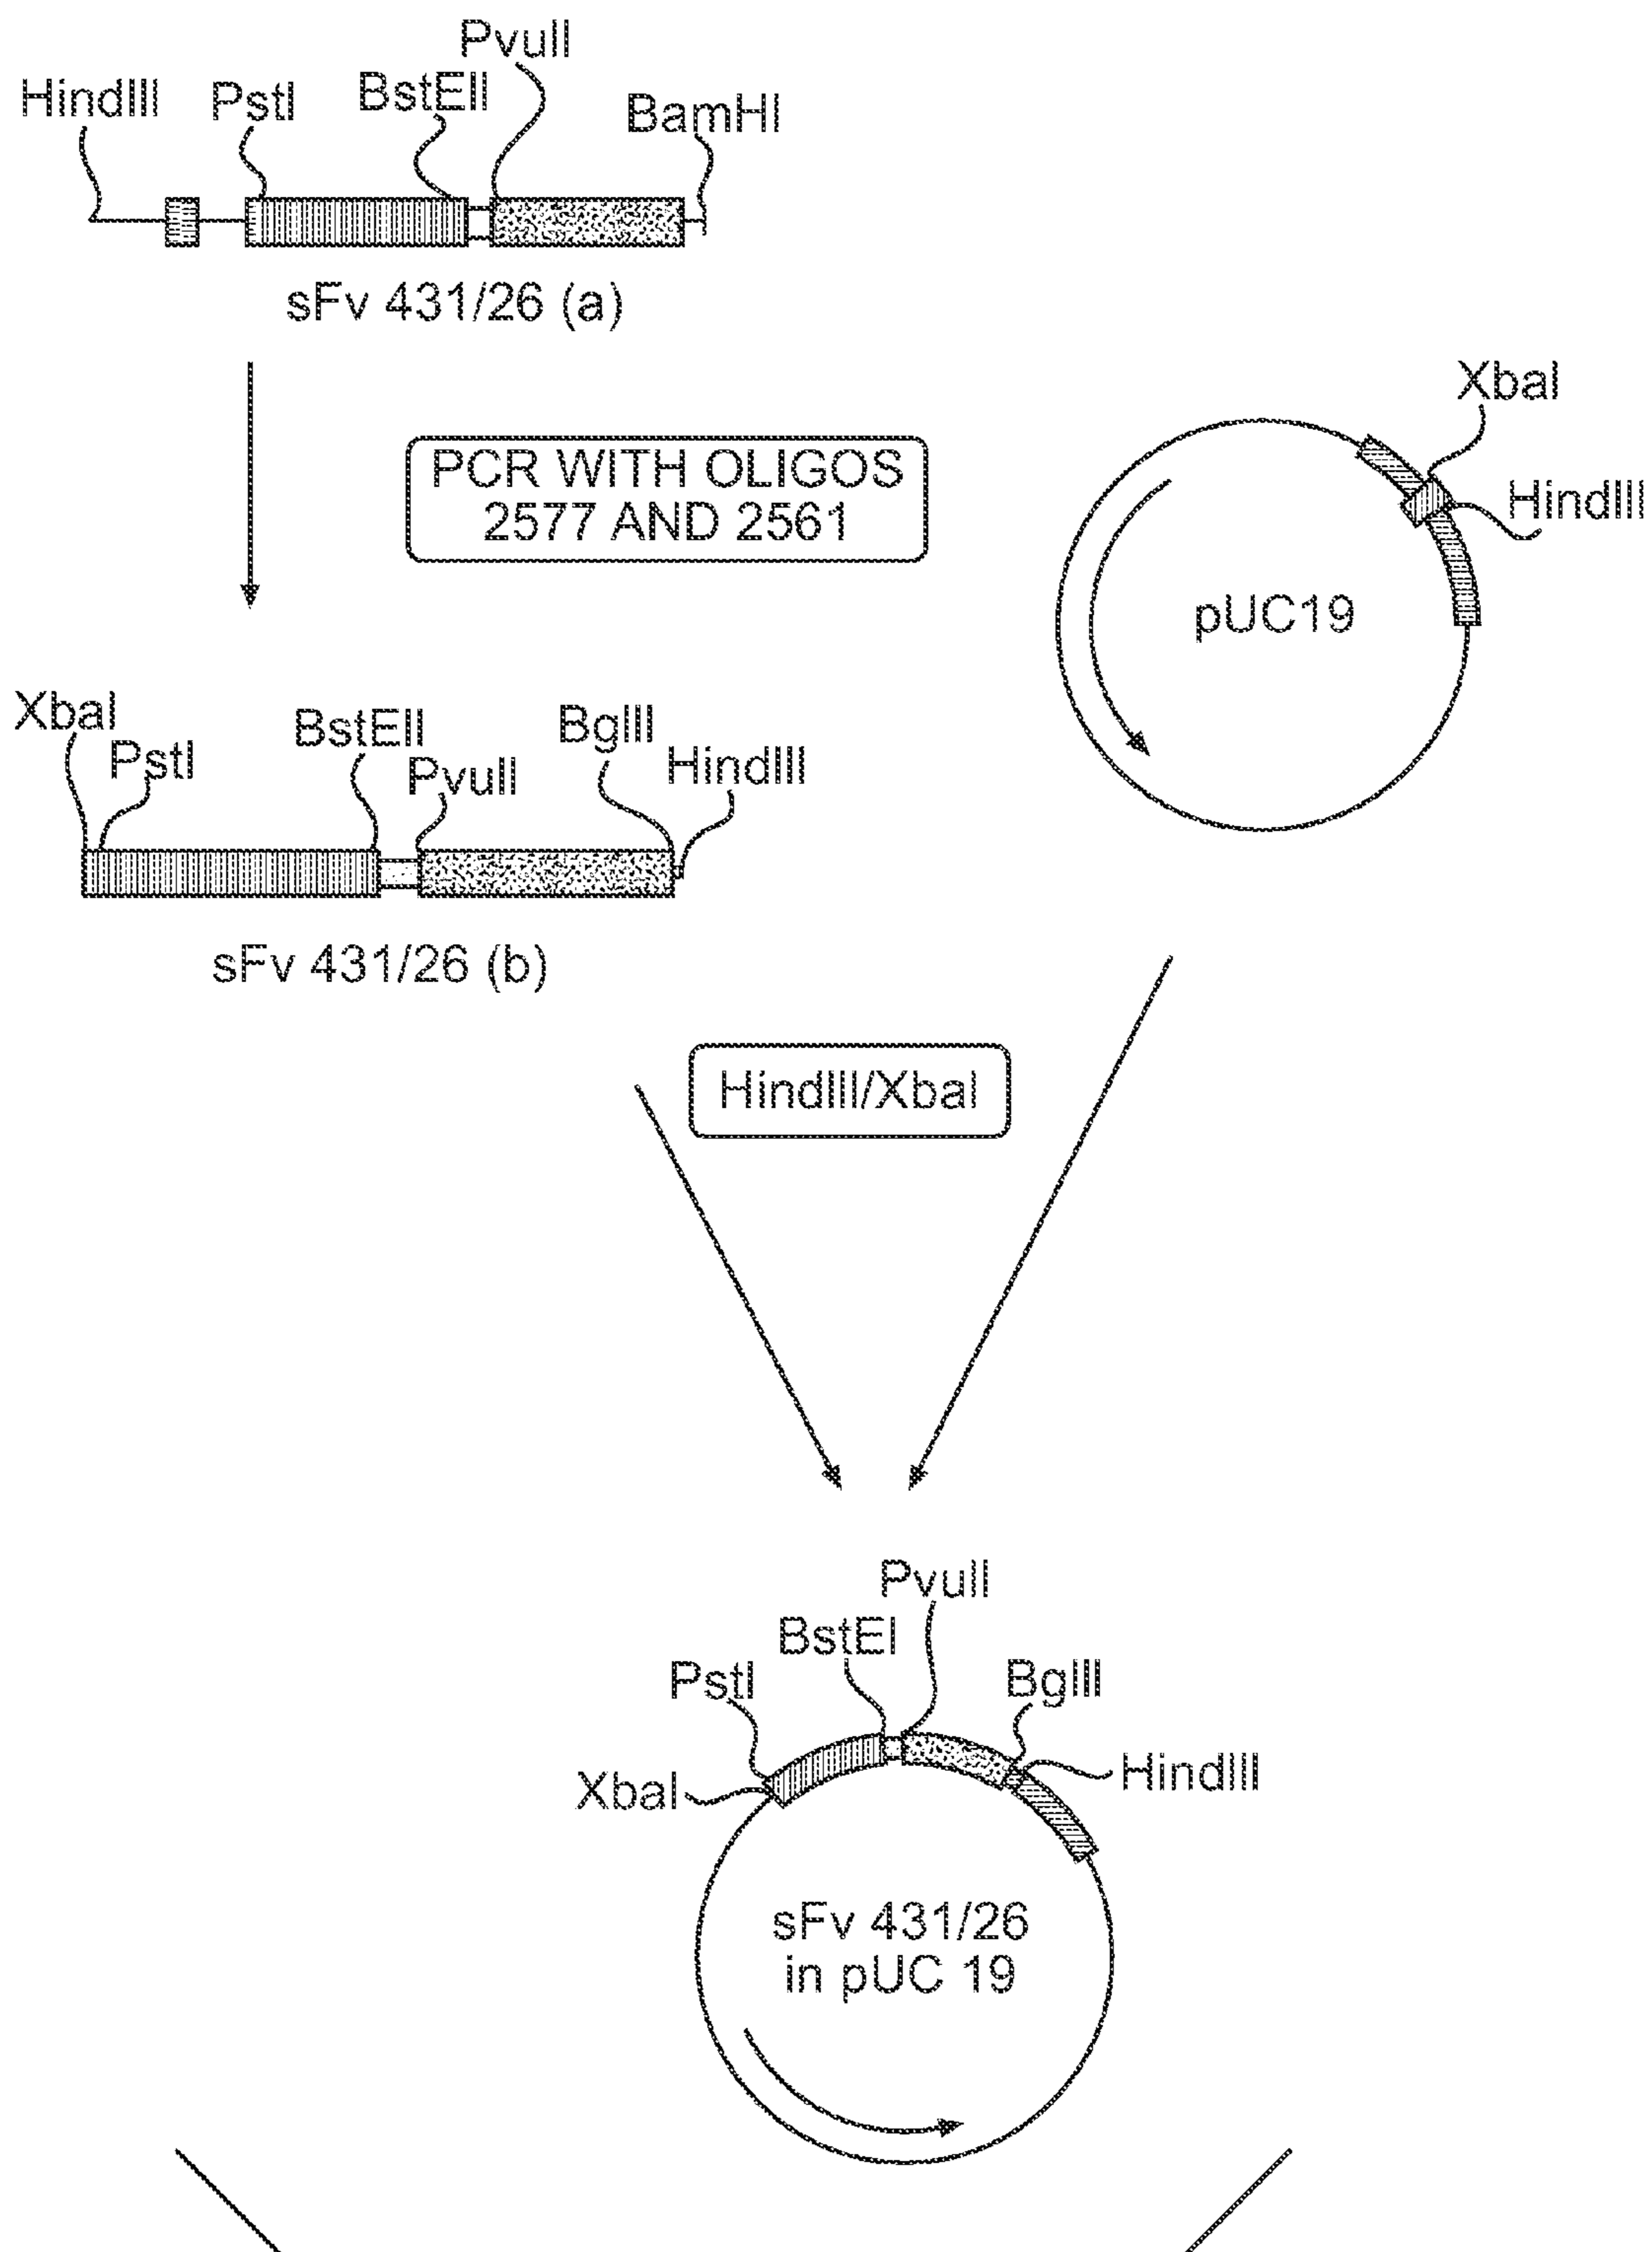 PvuII
HindIII
PstI
BstEII
BamHI
sFv 431/26 (a)
PCR WITH OLIGOS
2577 AND 2561
XbaI
HindIII
pUC19
XbaI
PstI
BstEII
PvuII
BglII
HindIII
sFv 431/26 (b)
HindIII/XbaI
PvuII
BstEI
PstI
BglII
XbaI
HindIII
sFv 431/26
in pUC 19